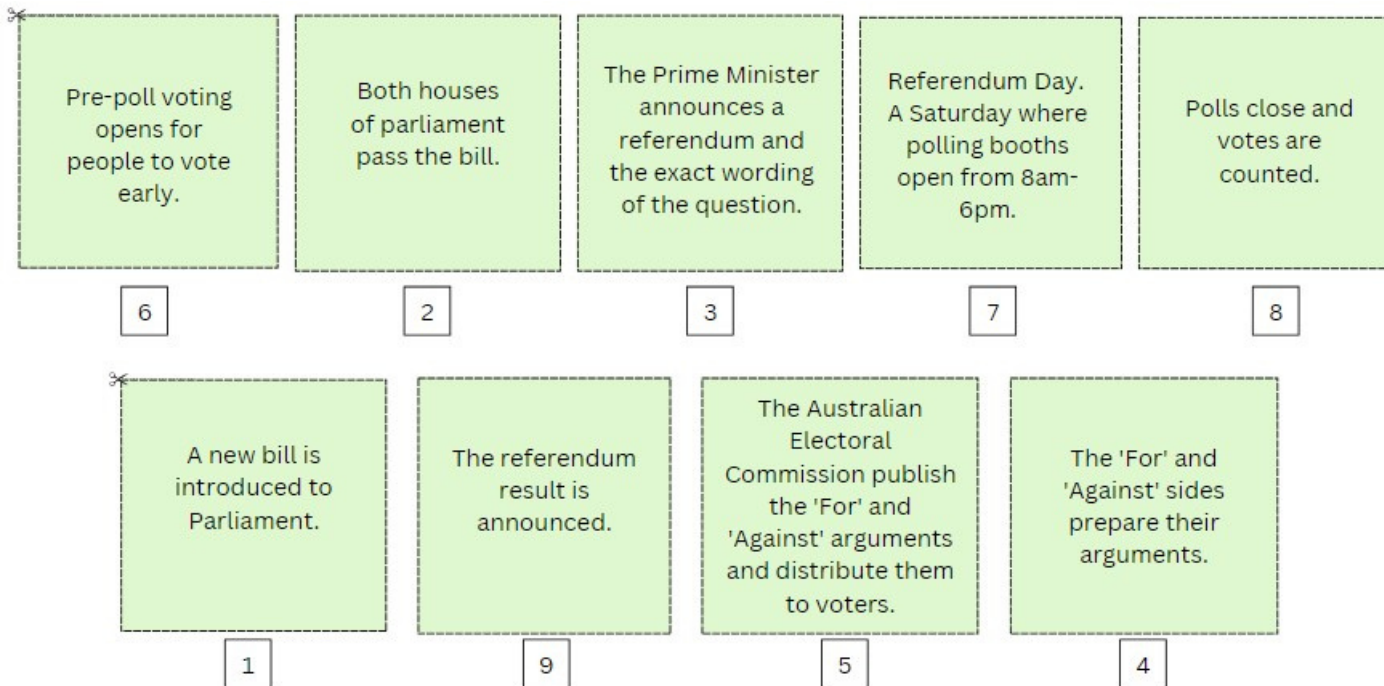 Pre-poll voting
opens for
people to vote
early.
Both houses
of parliament
pass the bill.
The Prime Minister
announces a
referendum and
the exact wording
of the question.
Referendum Day.
A Saturday where
polling booths
open from 8am-
6pm.
Polls close and
votes are
counted.
6
2
3
7
8
A new bill is
introduced to
Parliament.
The referendum
result is
announced.
The Australian
Electoral
Commission publish
the 'For' and
'Against' arguments
and distribute them
to voters.
The 'For' and
'Against' sides
prepare their
arguments.
1
9
5
4